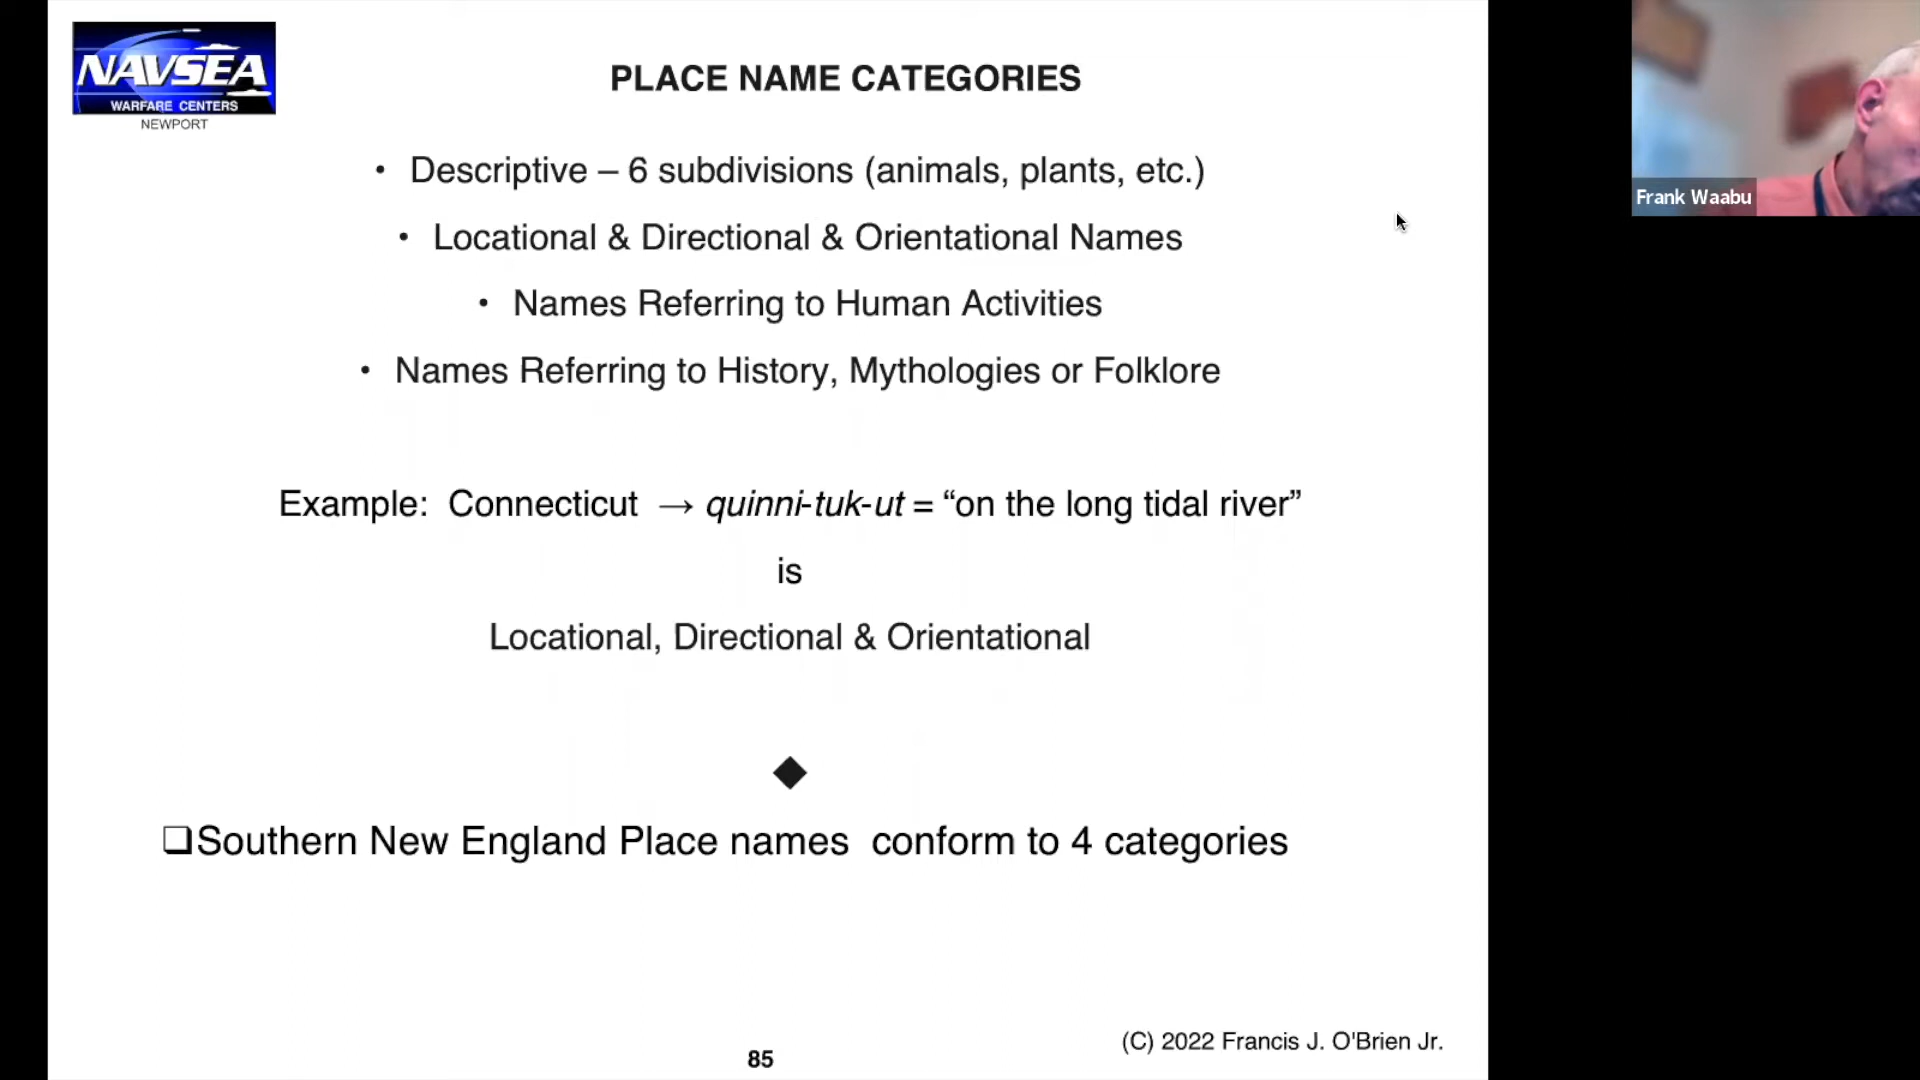 NAVSEA
WARFARE CENTERS
NEWPORT
PLACE NAME CATEGORIES
• Descriptive – 6 subdivisions (animals, plants, etc.)
• Locational & Directional & Orientational Names
• Names Referring to Human Activities
• Names Referring to History, Mythologies or Folklore
Example: Connecticut → quinni-tuk-ut = “on the long tidal river”
is
Locational, Directional & Orientational
◆
❑Southern New England Place names conform to 4 categories
(C) 2022 Francis J. O'Brien Jr.
85
Frank Waabu